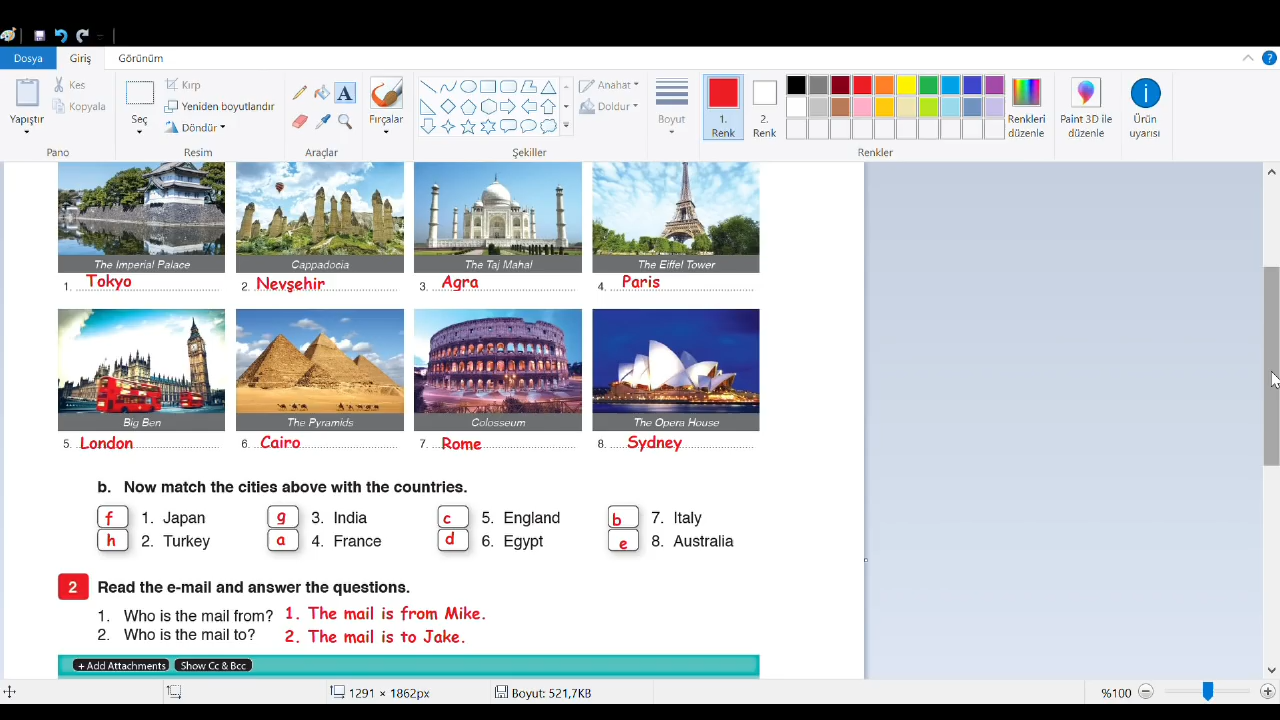 Dosya Giriş Görünüm
Yapıştır
Kes
Kopyala
Pano
Seç
Kırp
Yeniden boyutlandır
Döndür
Resim
A
Araçlar
Fırçalar
Şekiller
Anahat
Doldur
Boyut
1.
Renk
2.
Renk
Renkleri
düzenle
Renkler
Paint 3D ile
düzenle
Ürün
uyarısı
The Imperial Palace Cappadocia The Taj Mahal The Eiffel Tower
1. Tokyo 2. Nevşehir 3. Agra 4. Paris
Big Ben The Pyramids Colosseum The Opera House
5. London 6. Cairo 7. Rome 8. Sydney
b. Now match the cities above with the countries.
f 1. Japan g 3. India c 5. England b 7. Italy
h 2. Turkey a 4. France d 6. Egypt e 8. Australia
2 Read the e-mail and answer the questions.
1. Who is the mail from? 1. The mail is from Mike.
2. Who is the mail to? 2. The mail is to Jake.
+ Add Attachments Show Cc & Bcc
1291 × 1862px Boyut: 521,7KB %100